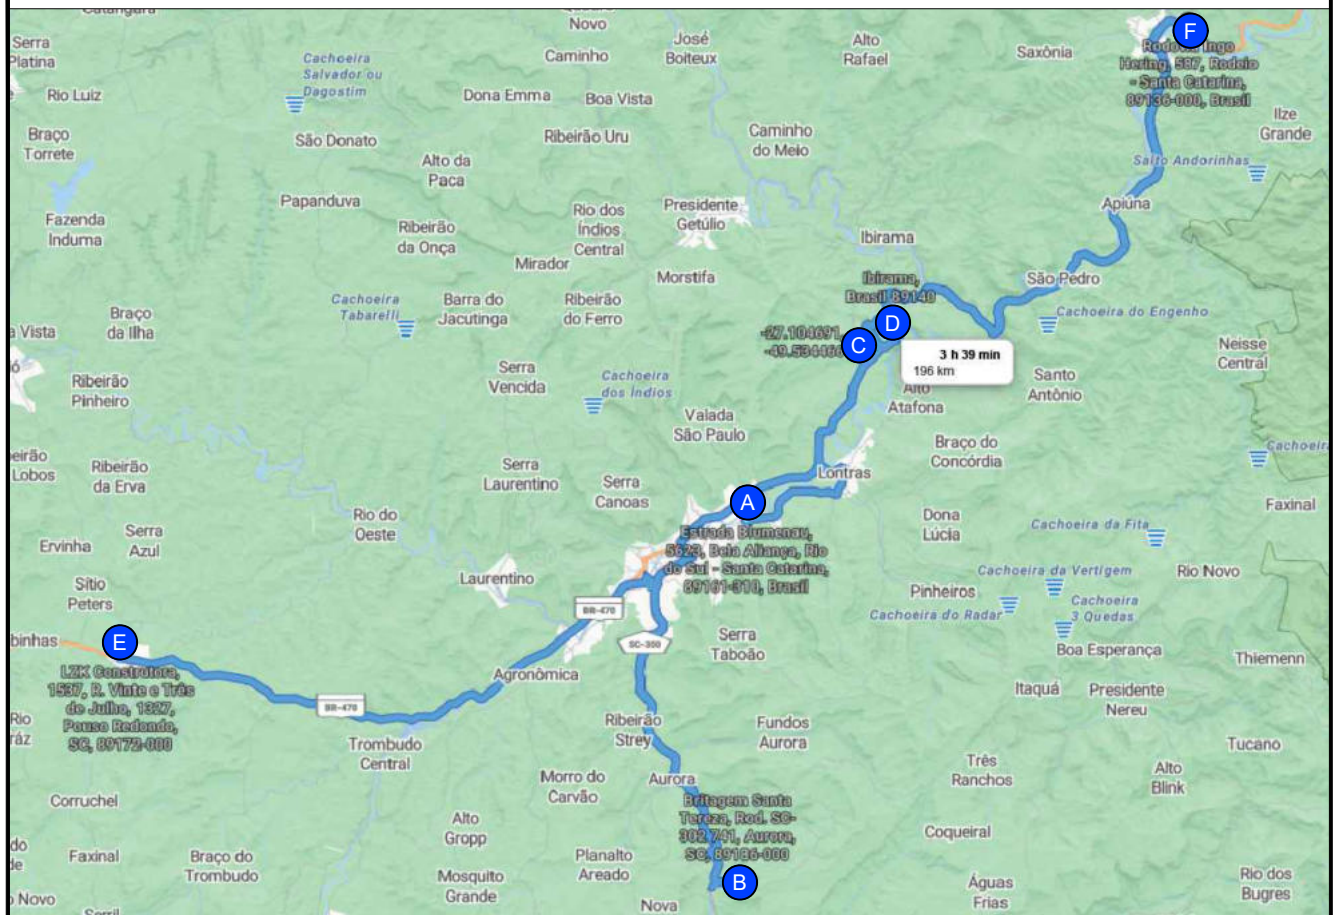 Catangara
Novo
Serra
Platina
Cachoeira
Salvador ou
Dagostim
Caminho
José
Boiteux
Alto
Rafael
Saxônia
F
Rodovia Ingo
Hering, 587, Rodeio
- Santa Catarina,
89136-000, Brasil
Rio Luiz
Dona Emma
Boa Vista
Ilze
Grande
Braço
Torrete
São Donato
Ribeirão Uru
Caminho
do Meio
Alto da
Paca
Salto Andorinhas
Papanduva
Presidente
Getúlio
Apiúna
Fazenda
Induma
Ribeirão
da Onça
Rio dos
Índios
Central
Ibirama
Mirador
Morstifa
São Pedro
Ibirama,
Brasil 89140
Cachoeira
Tabarelli
Barra do
Jacutinga
Ribeirão
do Ferro
Cachoeira do Engenho
Braço
da Ilha
a Vista
D
-27.104691,
C
3 h 39 min
196 km
Neisse
Central
Serra
Vencida
Cachoeira
dos Índios
Ribeirão
Pinheiro
Alto
Atafona
Santo
Antônio
Valada
São Paulo
Braço do
Concórdia
Cachoeira
eirão
Lobos
Ribeirão
da Erva
Serra
Laurentino
Serra
Canoas
Lontras
A
Faxinal
Rio do
Oeste
Dona
Lúcia
Cachoeira da Fita
Ervinha
Serra
Azul
Estrada Blumenau,
5623, Bela Aliança, Rio
do Sul - Santa Catarina,
89161-310, Brasil
Sítio
Peters
Laurentino
Cachoeira da Vertigem
Rio Novo
Pinheiros
Cachoeira do Radar
Cachoeira
3 Quedas
BR-470
binhas
E
SC-350
Serra
Taboão
Boa Esperança
Thiemenn
LZK Construtora,
1537, R. Vinte e Três
de Julho, 1327,
Pouso Redondo,
SC, 89172-000
Agronômica
Itaquá
Presidente
Nereu
BR-470
Rio
ráz
Ribeirão
Strey
Fundos
Aurora
Trombudo
Central
Tucano
Três
Ranchos
Alto
Blink
Morro do
Carvão
Aurora
Corruchel
Britagem Santa
Tereza, Rod. SC-
302, 741, Aurora,
SC, 89186-000
Alto
Gropp
Coqueiral
do
de
Faxinal
Braço do
Trombudo
Planalto
Areado
Mosquito
Grande
B
Águas
Frias
Rio dos
Bugres
Novo
Nova